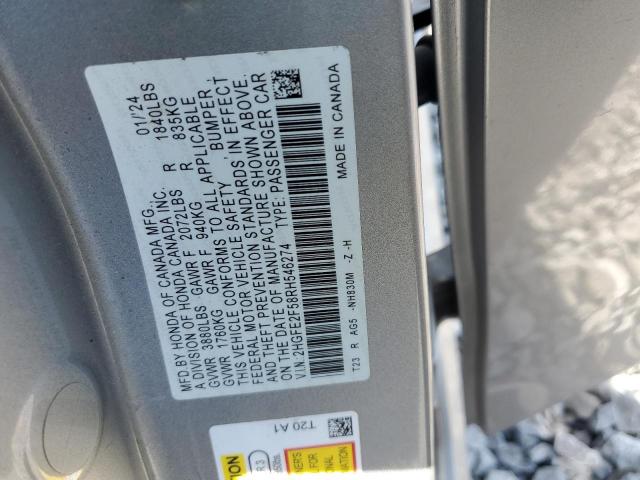 MFD.BY HONDA OF CANADA MFG.; 01/'24
A DIVISION OF HONDA CANADA INC.
GVWR 3880LBS GAWR F 2072LBS R 1840LBS
GVWR 1760KG GAWR F 940KG R 835KG
THIS VEHICLE CONFORMS TO ALL APPLICABLE
FEDERAL MOTOR VEHICLE SAFETY, BUMPER,
AND THEFT PREVENTION STANDARDS IN EFFECT
ON THE DATE OF MANUFACTURE SHOWN ABOVE.
V.I.N.:2HGFE2F58RH546274 TYPE:PASSENGER CAR
T23 R AG5 -NH830M -Z -H MADE IN CANADA
T20 A1